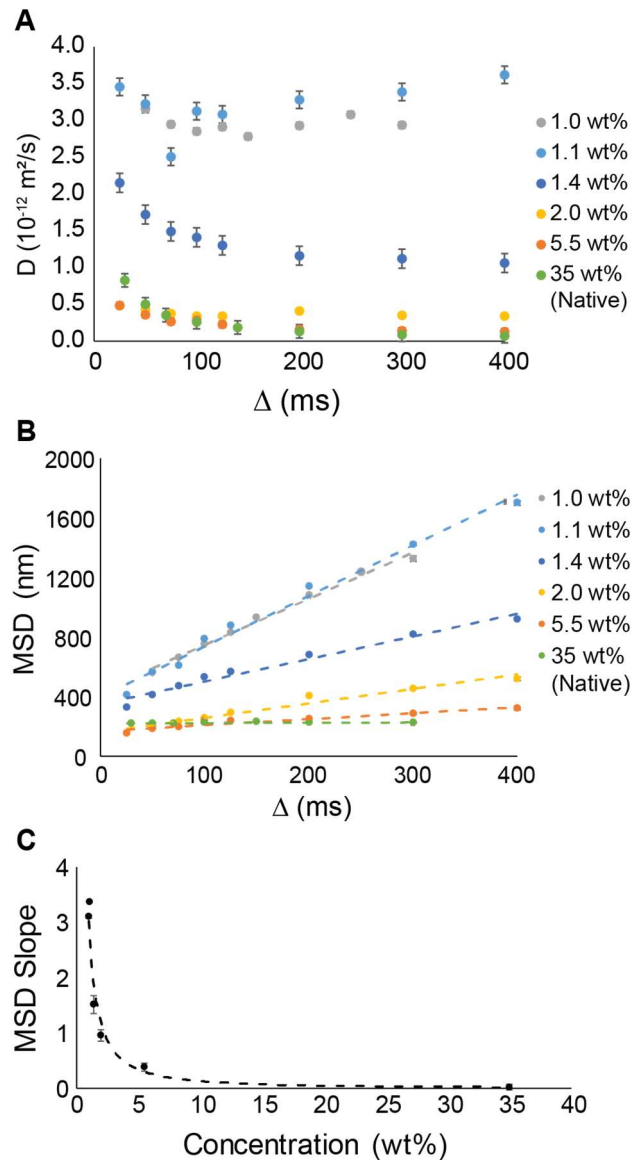 A
4.0
3.5
3.0
2.5
2.0
1.5
1.0
0.5
0.0
D (10⁻¹² m²/s)
0
100
200
300
400
Δ (ms)
1.0 wt%
1.1 wt%
1.4 wt%
2.0 wt%
5.5 wt%
35 wt%
(Native)
B
2000
1600
1200
800
400
0
MSD (nm)
0
100
200
300
400
Δ (ms)
1.0 wt%
1.1 wt%
1.4 wt%
2.0 wt%
5.5 wt%
35 wt%
(Native)
C
4
3
2
1
0
MSD Slope
0
5
10
15
20
25
30
35
40
Concentration (wt%)